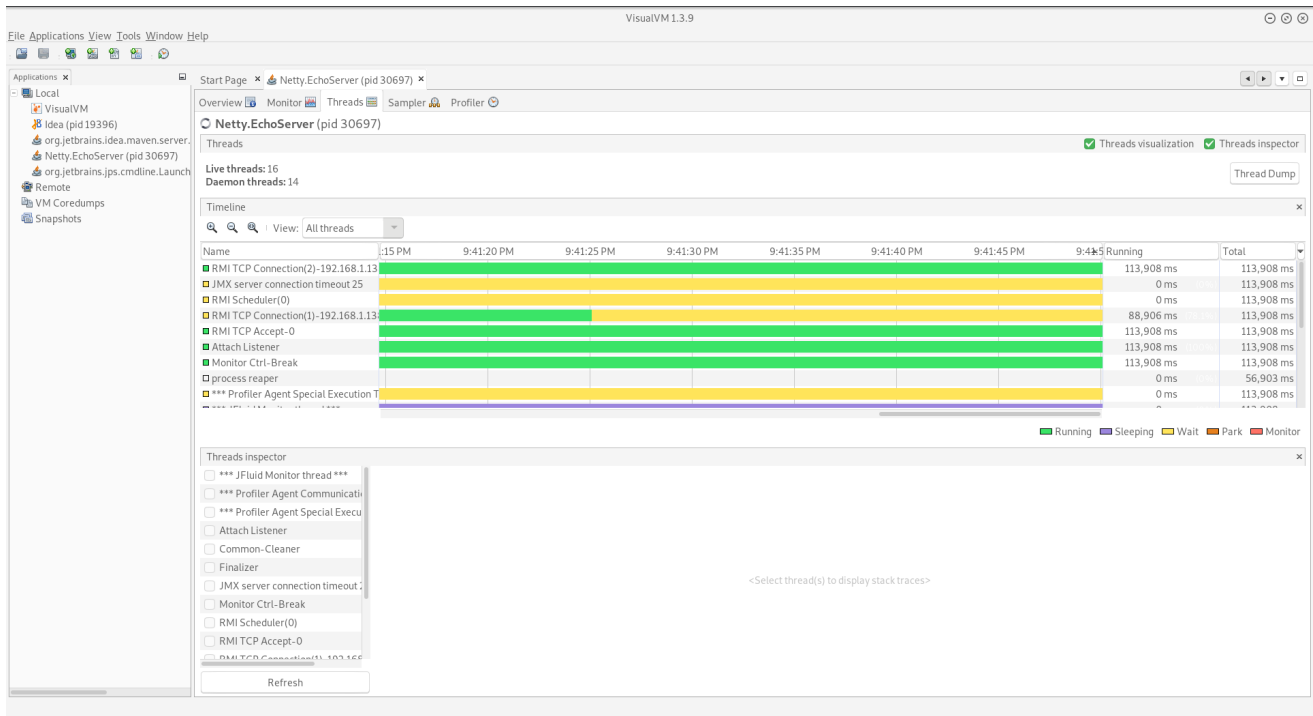 VisualVM 1.3.9
File Applications View Tools Window Help
Applications
Local
VisualVM
Idea (pid 19396)
org.jetbrains.idea.maven.server.
Netty.EchoServer (pid 30697)
org.jetbrains.jps.cmdline.Launch
Remote
VM Coredumps
Snapshots
Start Page Netty.EchoServer (pid 30697)
Overview Monitor Threads Sampler Profiler
Netty.EchoServer (pid 30697)
Threads Threads visualization Threads inspector
Live threads: 16
Daemon threads: 14
Thread Dump
Timeline
View: All threads
Name :15 PM 9:41:20 PM 9:41:25 PM 9:41:30 PM 9:41:35 PM 9:41:40 PM 9:41:45 PM 9:41:5 Running Total
RMI TCP Connection(2)-192.168.1.13 113,908 ms 113,908 ms
JMX server connection timeout 25 0 ms 113,908 ms
RMI Scheduler(0) 0 ms 113,908 ms
RMI TCP Connection(1)-192.168.1.13 88,906 ms 113,908 ms
RMI TCP Accept-0 113,908 ms 113,908 ms
Attach Listener 113,908 ms 113,908 ms
Monitor Ctrl-Break 113,908 ms 113,908 ms
process reaper 0 ms 56,903 ms
*** Profiler Agent Special Execution T 0 ms 113,908 ms
Running Sleeping Wait Park Monitor
Threads inspector
*** JFluid Monitor thread ***
*** Profiler Agent Communicati
*** Profiler Agent Special Execu
Attach Listener
Common-Cleaner
Finalizer
JMX server connection timeout
Monitor Ctrl-Break
RMI Scheduler(0)
RMI TCP Accept-0
<Select thread(s) to display stack traces>
Refresh